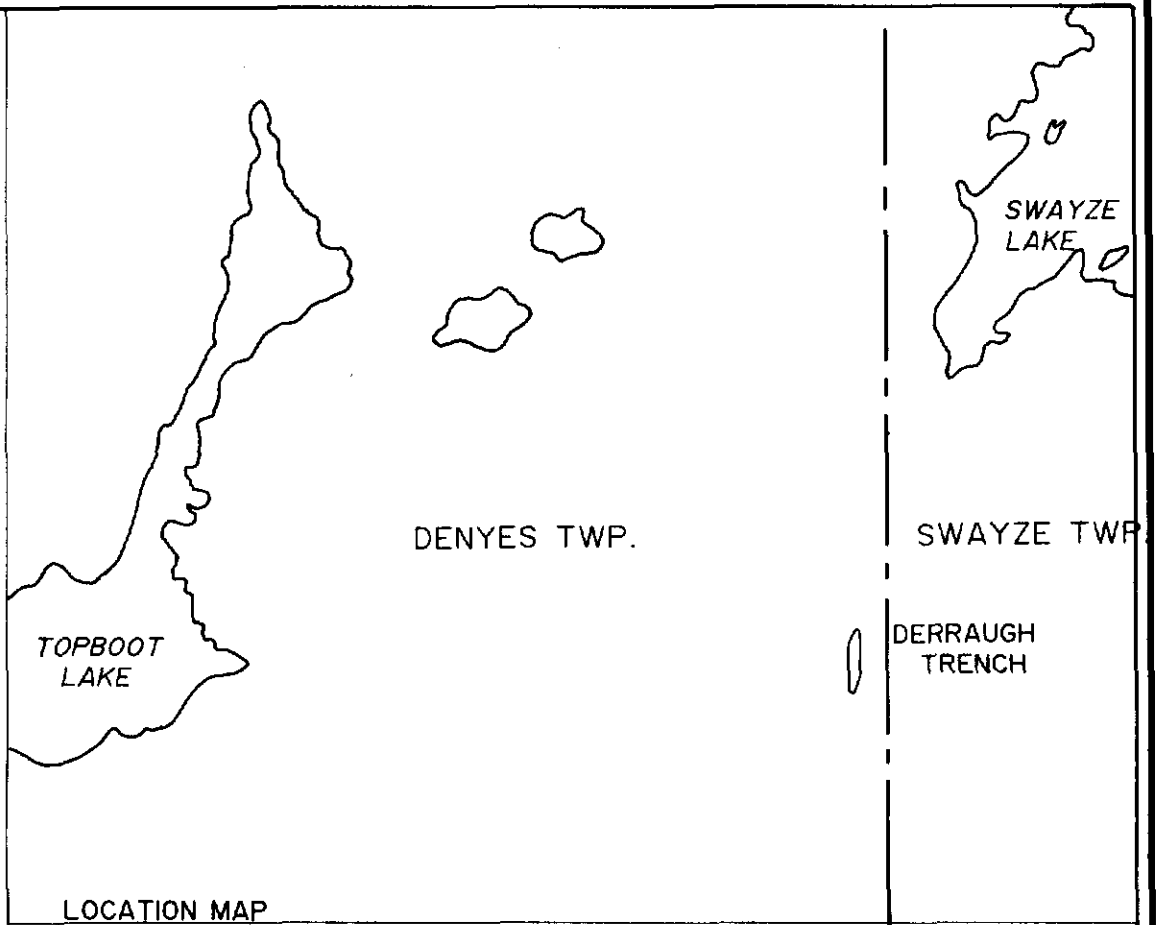 SWAYZE
LAKE
DENYES TWP.
SWAYZE TWP.
TOPBOOT
LAKE
DERRAUGH
TRENCH
LOCATION MAP